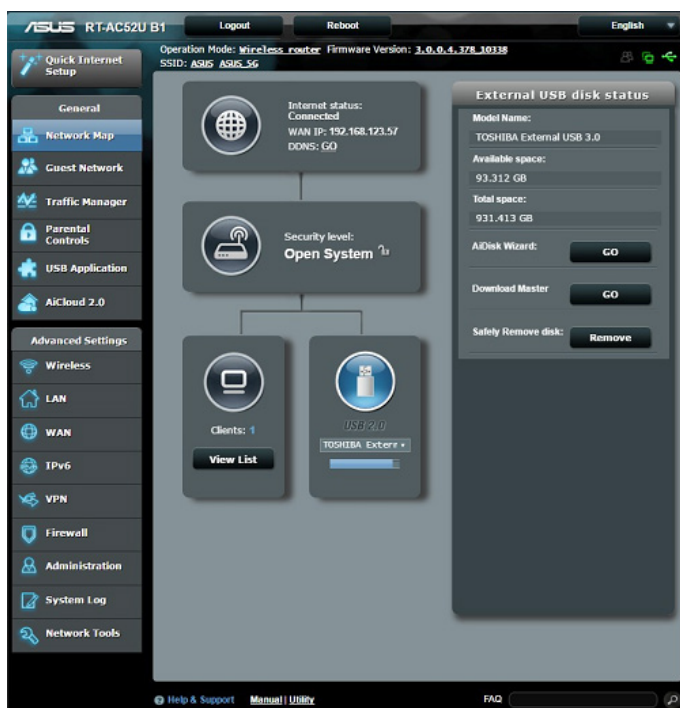 ASUS RT-AC52U B1
Logout
Reboot
English
Quick Internet
Setup
Operation Mode: Wireless router Firmware Version: 3.0.0.4.378_10338
SSID: ASUS ASUS_5G
General
Network Map
Guest Network
Traffic Manager
Parental
Controls
USB Application
AiCloud 2.0
Advanced Settings
Wireless
LAN
WAN
IPv6
VPN
Firewall
Administration
System Log
Network Tools
Internet status:
Connected
WAN IP: 192.168.123.57
DDNS: GO
Security level:
Open System
Clients: 1
View List
USB 2.0
TOSHIBA Exterr
External USB disk status
Model Name:
TOSHIBA External USB 3.0
Available space:
93.312 GB
Total space:
931.413 GB
AiDisk Wizard:
GO
Download Master
GO
Safely Remove disk:
Remove
Help & Support Manual | Utility
FAQ